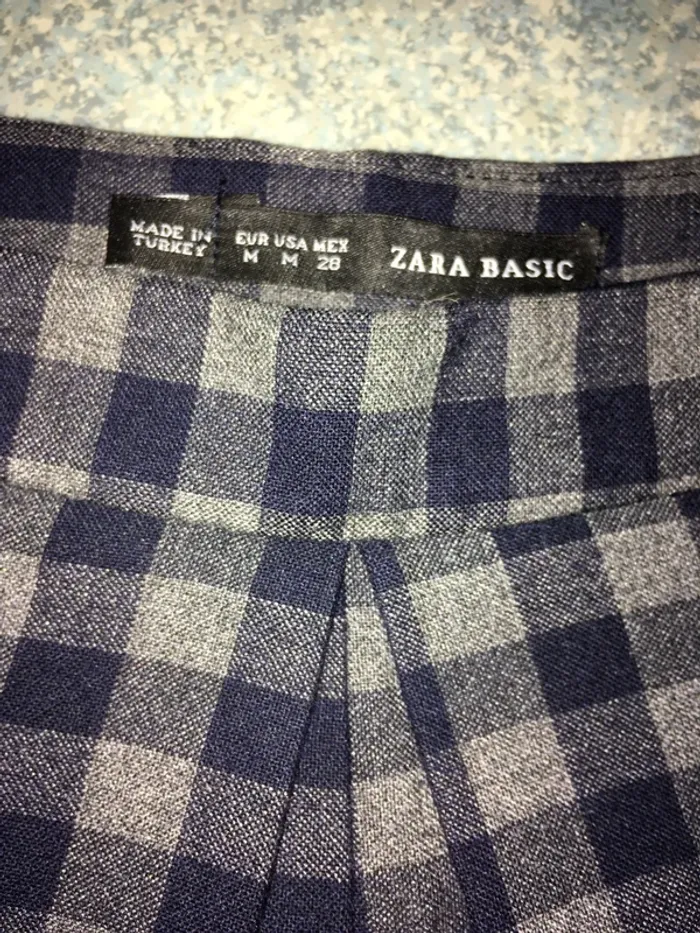 MADE IN
TURKEY
EUR USA MEX
M M 28
ZARA BASIC